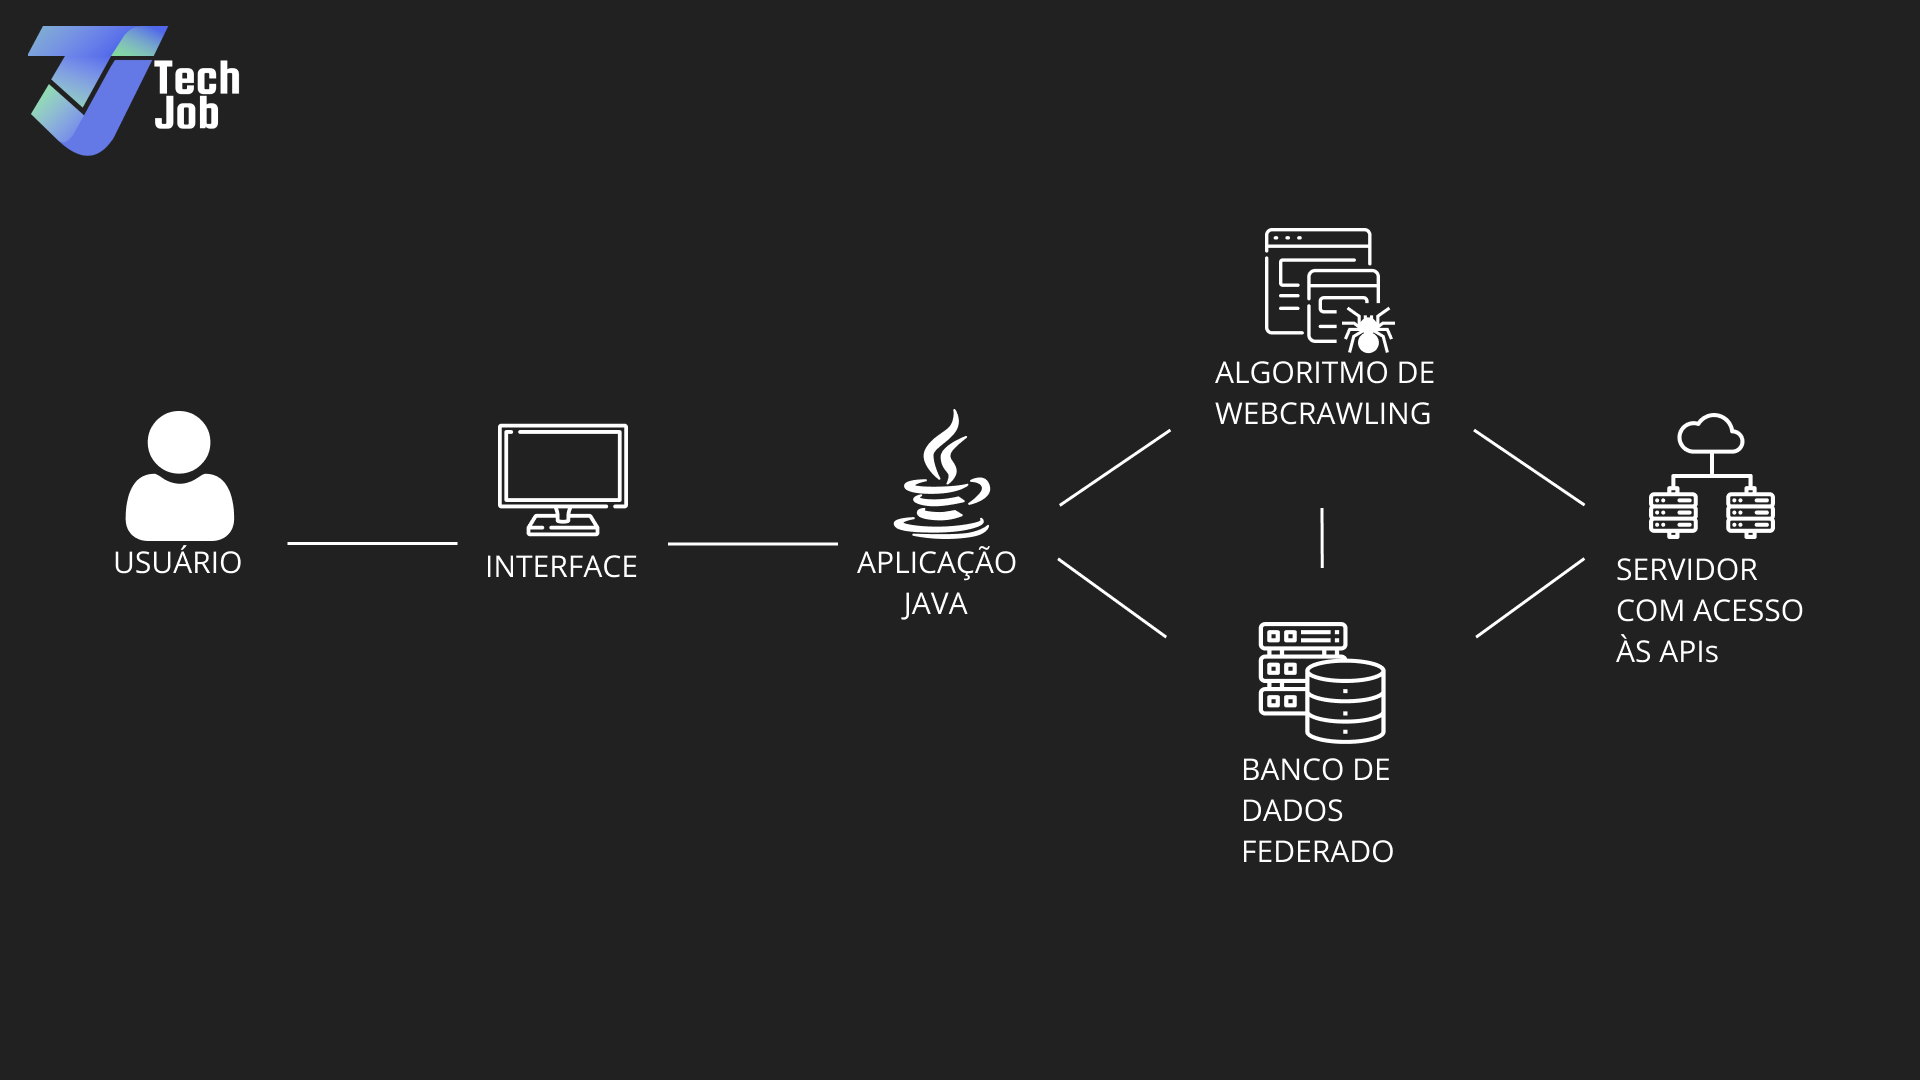 Tech
Job
USUÁRIO
INTERFACE
APLICAÇÃO
JAVA
ALGORITMO DE
WEBCRAWLING
BANCO DE
DADOS
FEDERADO
SERVIDOR
COM ACESSO
ÀS APIs